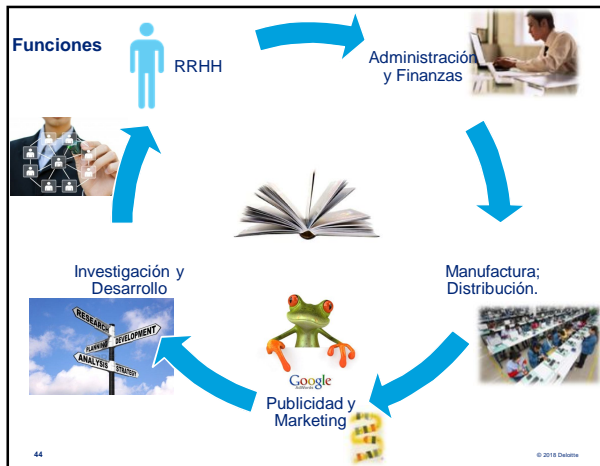 Funciones
RRHH
Administración
y Finanzas
Manufactura;
Distribución.
Investigación y
Desarrollo
RESEARCH
DEVELOPMENT
PLANNING
ANALYSIS
STRATEGY
Google
AdWords
Publicidad y
Marketing
44
© 2018 Deloitte